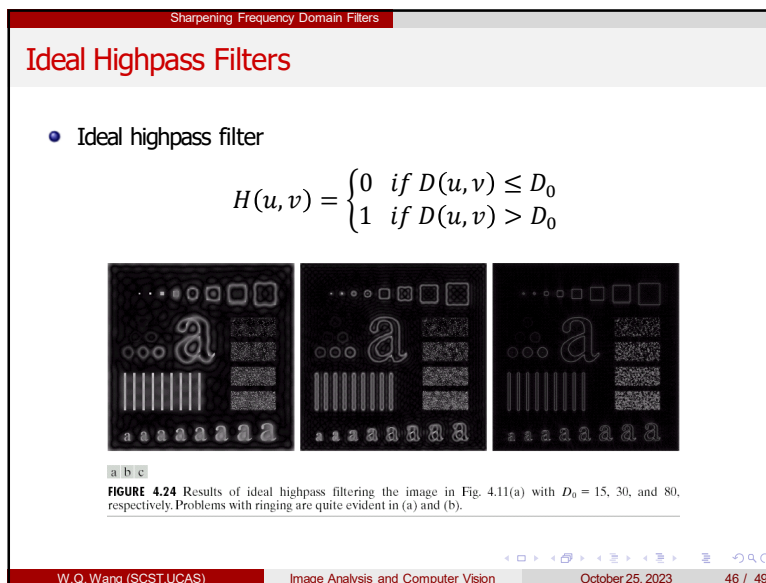 Sharpening Frequency Domain Filters
Ideal Highpass Filters
Ideal highpass filter
H(u, v) = {0 if D(u, v) ≤ D₀
1 if D(u, v) > D₀
a
a a a a a a a a
a
a a a a a a a a
a
a a a a a a a a
a b c
FIGURE 4.24 Results of ideal highpass filtering the image in Fig. 4.11(a) with D₀ = 15, 30, and 80,
respectively. Problems with ringing are quite evident in (a) and (b).
W.Q. Wang (SCST,UCAS) Image Analysis and Computer Vision October 25, 2023 46 / 49